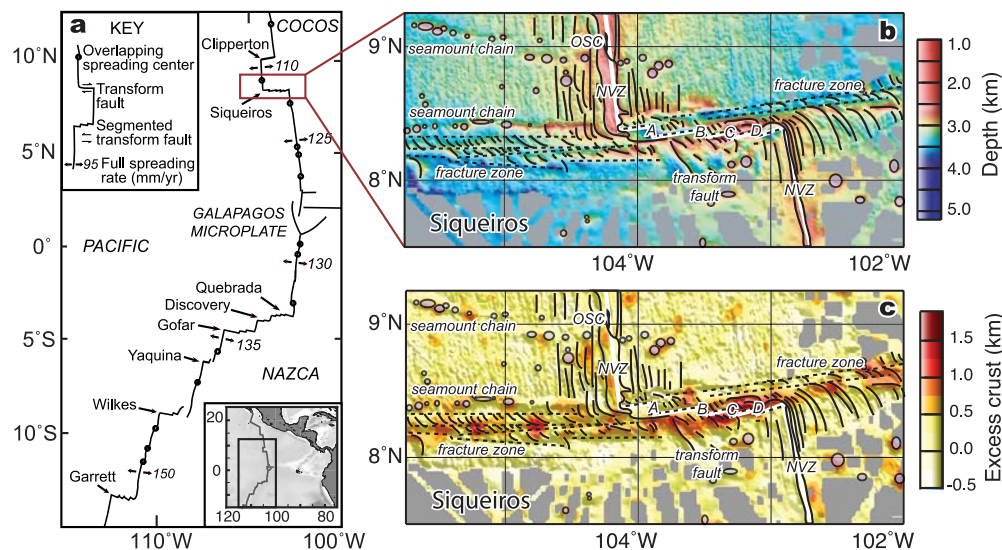 a
KEY
Overlapping
spreading center
Transform
fault
Segmented
transform fault
95
Full spreading
rate (mm/yr)
10˚N
5˚N
0˚
5˚S
10˚S
110˚W
100˚W
COCOS
Clipperton
110
Siqueiros
125
GALAPAGOS
MICROPLATE
PACIFIC
130
Quebrada
Discovery
Gofar
135
Yaquina
NAZCA
Wilkes
Garrett
150
20
0
120
100
80
b
9˚N
8˚N
OSC
seamount chain
NVZ
fracture zone
seamount chain
A
B
C
D
fracture zone
transform
fault
NVZ
Siqueiros
104˚W
102˚W
1.0
2.0
3.0
4.0
5.0
Depth (km)
c
9˚N
8˚N
OSC
seamount chain
NVZ
fracture zone
seamount chain
A
B
C
D
fracture zone
transform
fault
NVZ
Siqueiros
104˚W
102˚W
1.5
1.0
0.5
0.0
-0.5
Excess crust (km)